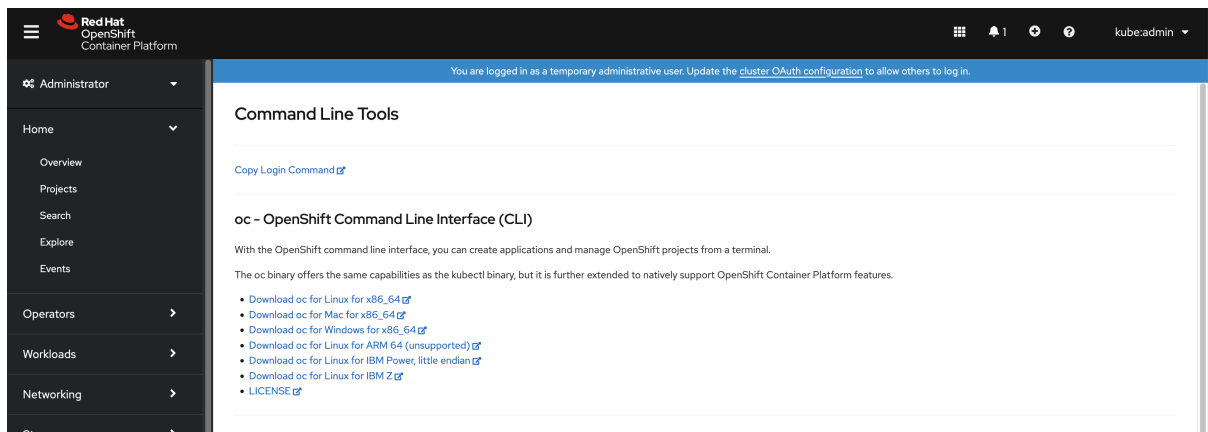 Red Hat
OpenShift
Container Platform
1
kube:admin
Administrator
You are logged in as a temporary administrative user. Update the cluster OAuth configuration to allow others to log in.
Home
Overview
Projects
Search
Explore
Events
Operators
Workloads
Networking
Command Line Tools
Copy Login Command
oc - OpenShift Command Line Interface (CLI)
With the OpenShift command line interface, you can create applications and manage OpenShift projects from a terminal.
The oc binary offers the same capabilities as the kubectl binary, but it is further extended to natively support OpenShift Container Platform features.
Download oc for Linux for x86_64
Download oc for Mac for x86_64
Download oc for Windows for x86_64
Download oc for Linux for ARM 64 (unsupported)
Download oc for Linux for IBM Power, little endian
Download oc for Linux for IBM Z
LICENSE